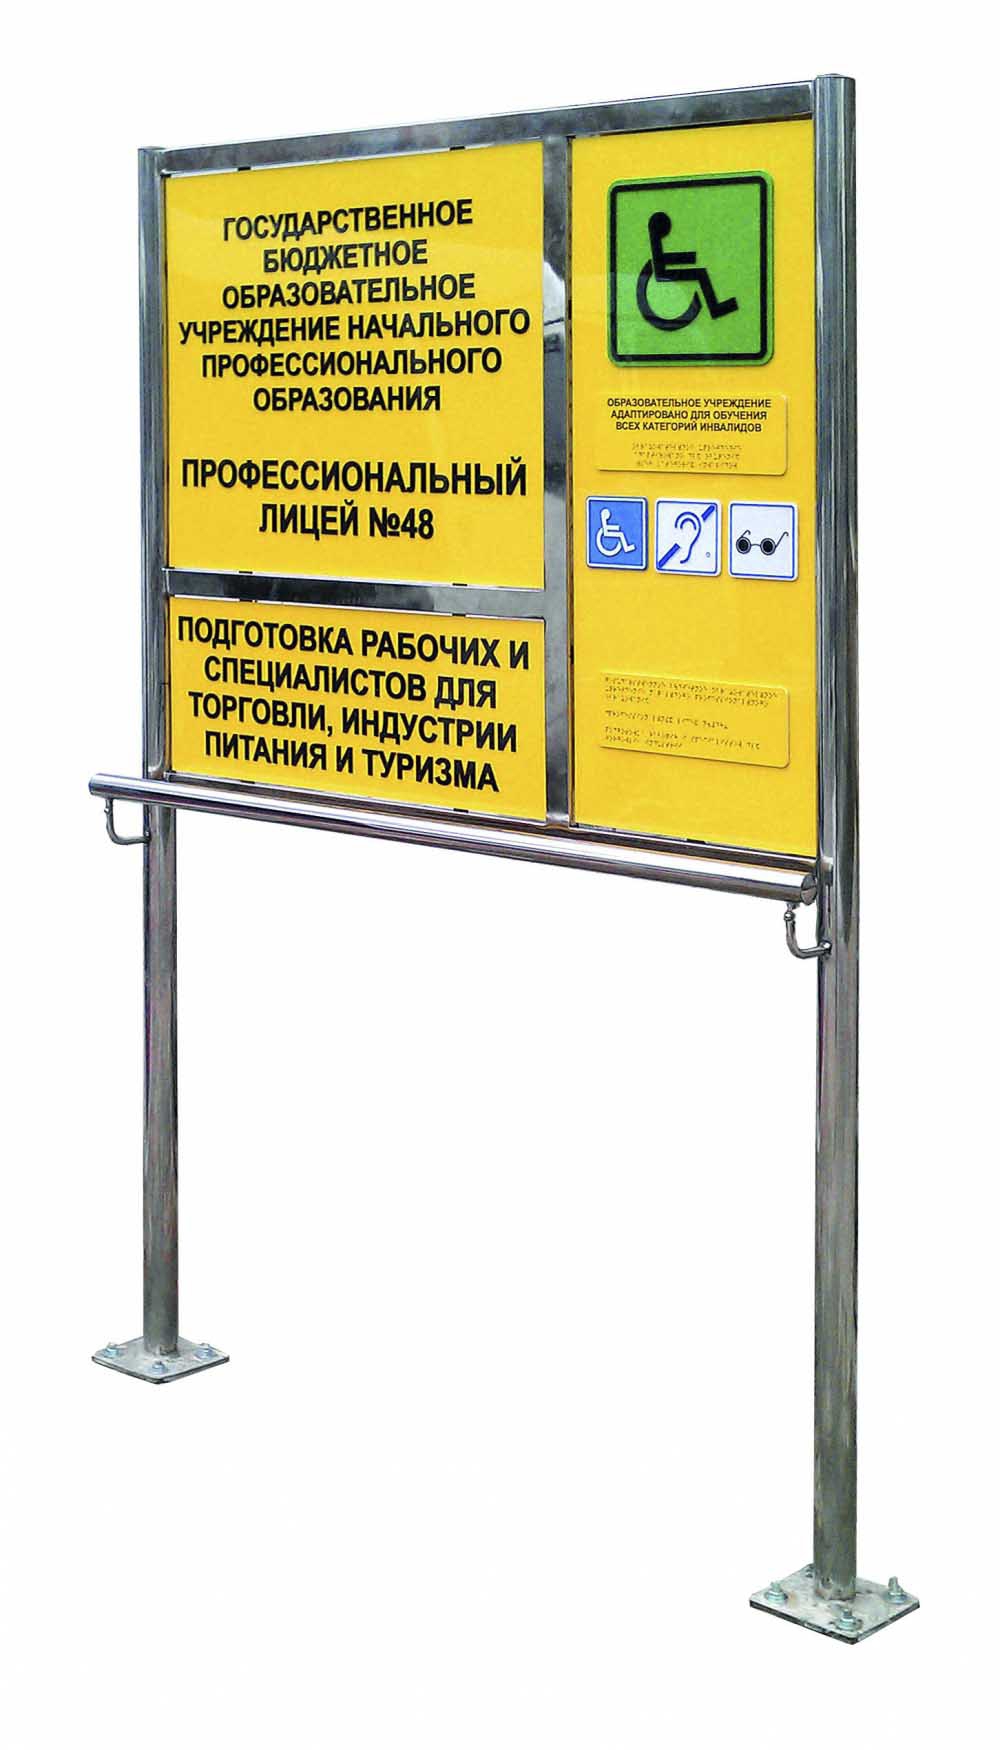 ГОСУДАРСТВЕННОЕ
БЮДЖЕТНОЕ
ОБРАЗОВАТЕЛЬНОЕ
УЧРЕЖДЕНИЕ НАЧАЛЬНОГО
ПРОФЕССИОНАЛЬНОГО
ОБРАЗОВАНИЯ
ПРОФЕССИОНАЛЬНЫЙ
ЛИЦЕЙ №48
ПОДГОТОВКА РАБОЧИХ И
СПЕЦИАЛИСТОВ ДЛЯ
ТОРГОВЛИ, ИНДУСТРИИ
ПИТАНИЯ И ТУРИЗМА
ОБРАЗОВАТЕЛЬНОЕ УЧРЕЖДЕНИЕ
АДАПТИРОВАНО ДЛЯ ОБУЧЕНИЯ
ВСЕХ КАТЕГОРИЙ ИНВАЛИДОВ